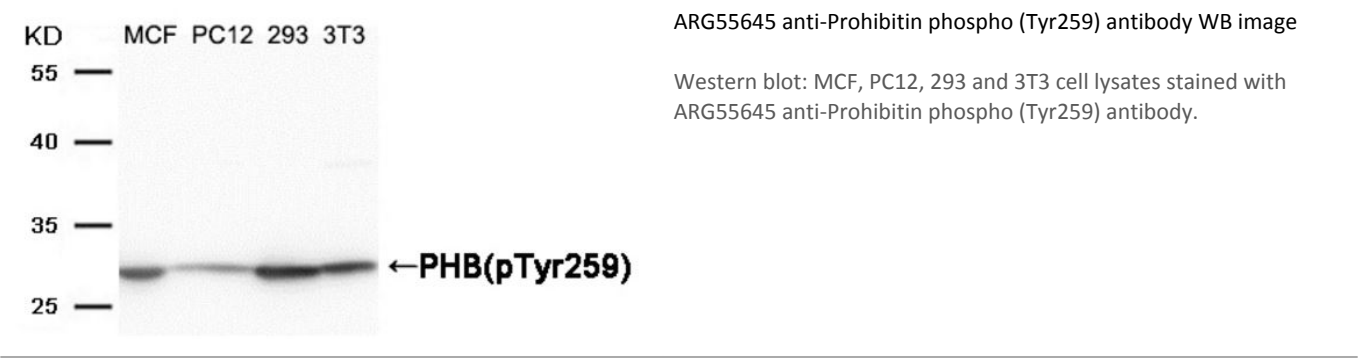 KD MCF PC12 293 3T3
55
40
35
←PHB(pTyr259)
25
ARG55645 anti-Prohibitin phospho (Tyr259) antibody WB image
Western blot: MCF, PC12, 293 and 3T3 cell lysates stained with
ARG55645 anti-Prohibitin phospho (Tyr259) antibody.